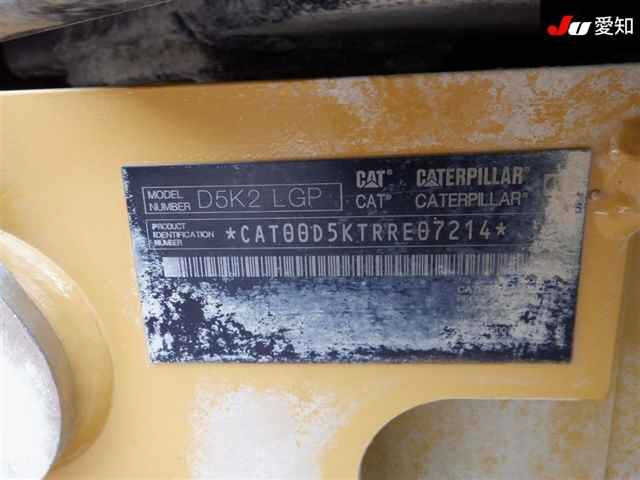 Ju 愛知
MODEL NUMBER D5K2 LGP
CAT® CATERPILLAR®
CAT® CATERPILLAR®
PRODUCT IDENTIFICATION NUMBER *CAT00D5KTRRE07214*